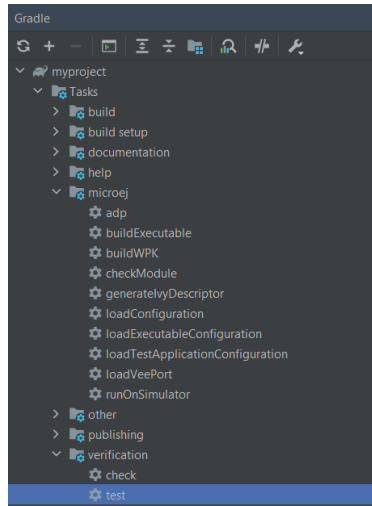 Gradle
myproject
Tasks
build
build setup
documentation
help
microej
adp
buildExecutable
buildWPK
checkModule
generateIvyDescriptor
loadConfiguration
loadExecutableConfiguration
loadTestApplicationConfiguration
loadVeePort
runOnSimulator
other
publishing
verification
check
test